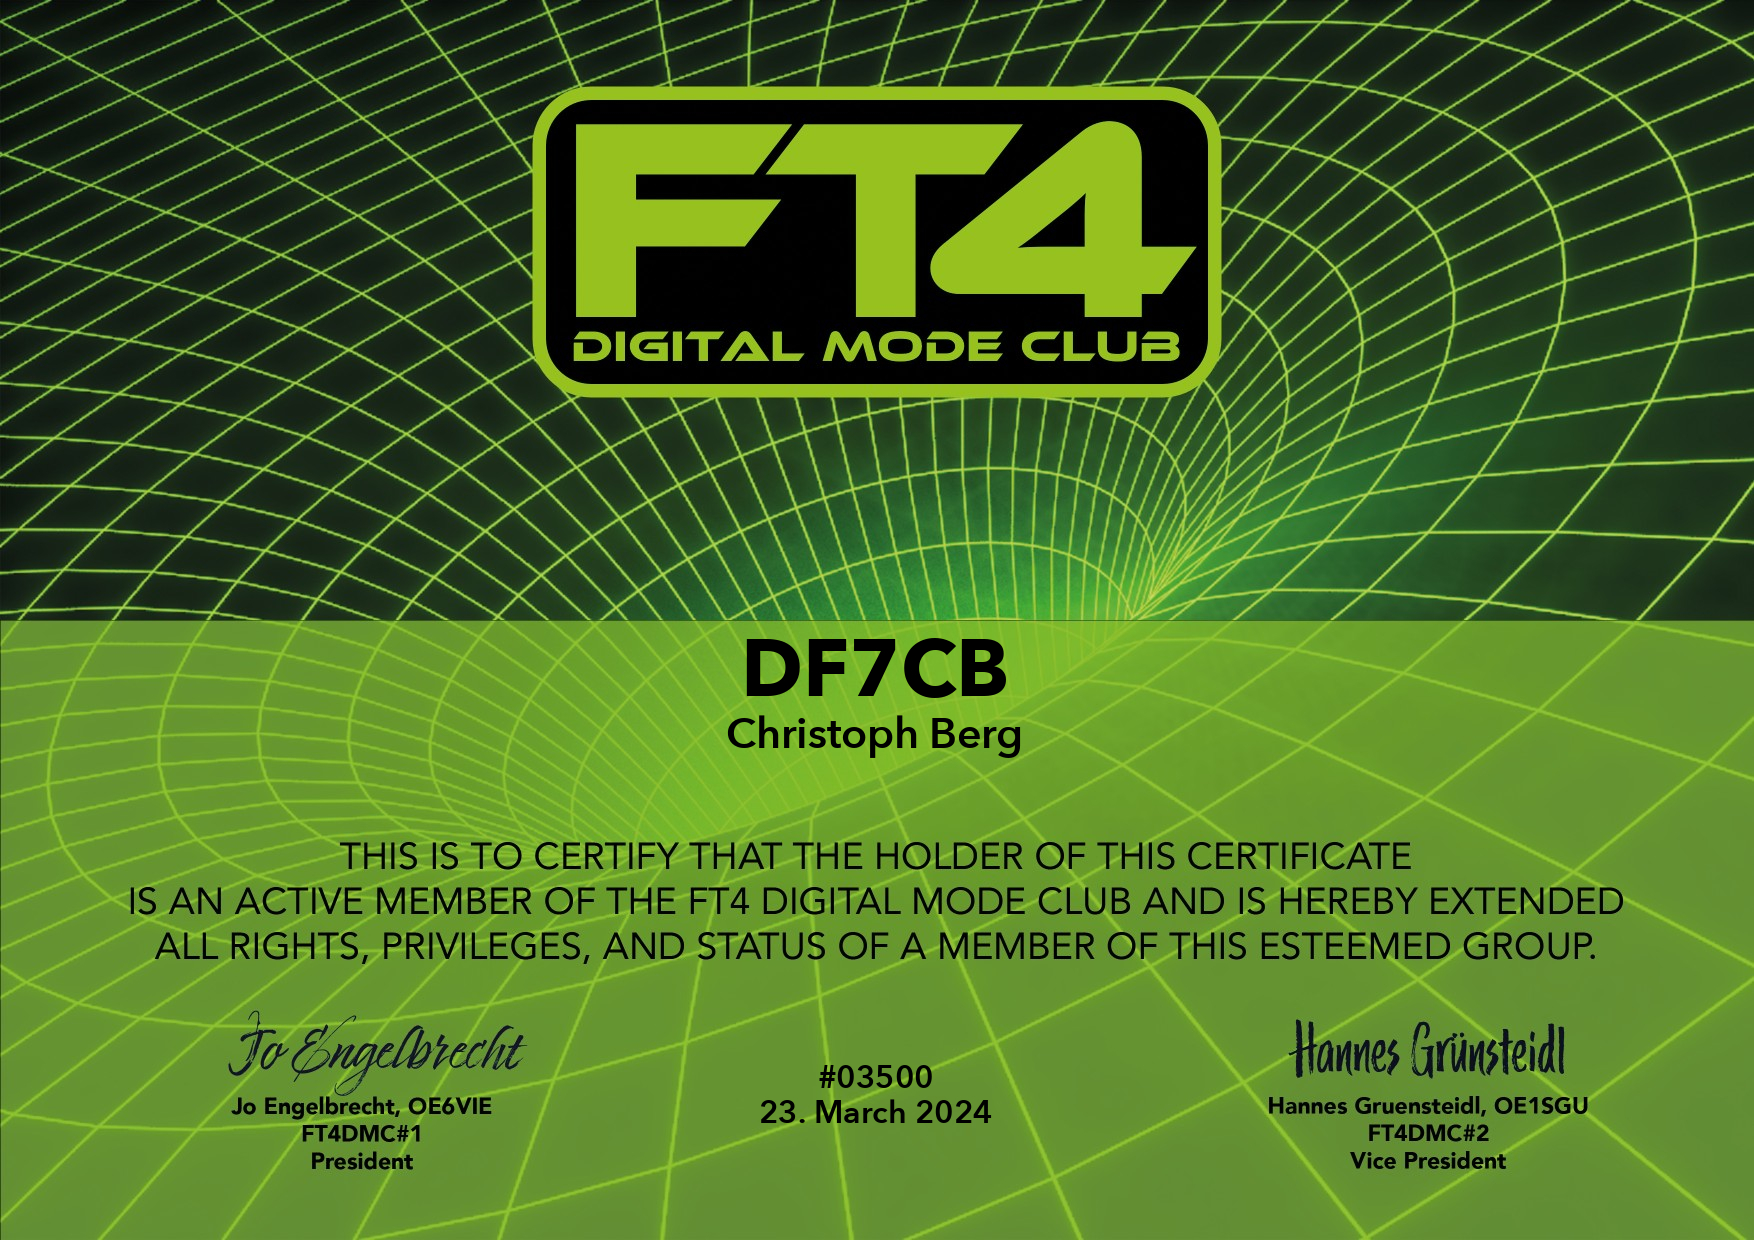 FT4
DIGITAL MODE CLUB
DF7CB
Christoph Berg
THIS IS TO CERTIFY THAT THE HOLDER OF THIS CERTIFICATE
IS AN ACTIVE MEMBER OF THE FT4 DIGITAL MODE CLUB AND IS HEREBY EXTENDED
ALL RIGHTS, PRIVILEGES, AND STATUS OF A MEMBER OF THIS ESTEEMED GROUP.
Jo Engelbrecht
Jo Engelbrecht, OE6VIE
FT4DMC#1
President
#03500
23. March 2024
Hannes Grünsteidl
Hannes Gruensteidl, OE1SGU
FT4DMC#2
Vice President